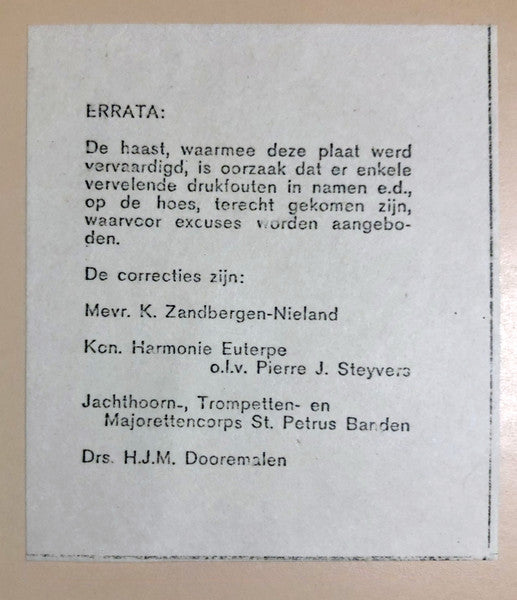 ERRATA:
De haast, waarmee deze plaat werd
vervaardigd, is oorzaak dat er enkele
vervelende drukfouten in namen e.d.,
op de hoes, terecht gekomen zijn,
waarvoor excuses worden aangebo-
den.
De correcties zijn:
Mevr. K. Zandbergen-Nieland
Kon. Harmonie Euterpe
o.l.v. Pierre J. Steyvers
Jachthoorn-, Trompetten- en
Majorettencorps St. Petrus Banden
Drs. H.J.M. Dooremalen